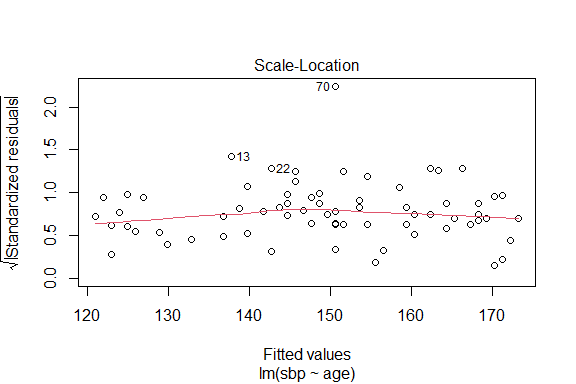 Scale-Location
√|Standardized residuals|
2.0
1.5
1.0
0.5
0.0
70
13
22
120 130 140 150 160 170
Fitted values
lm(sbp ~ age)